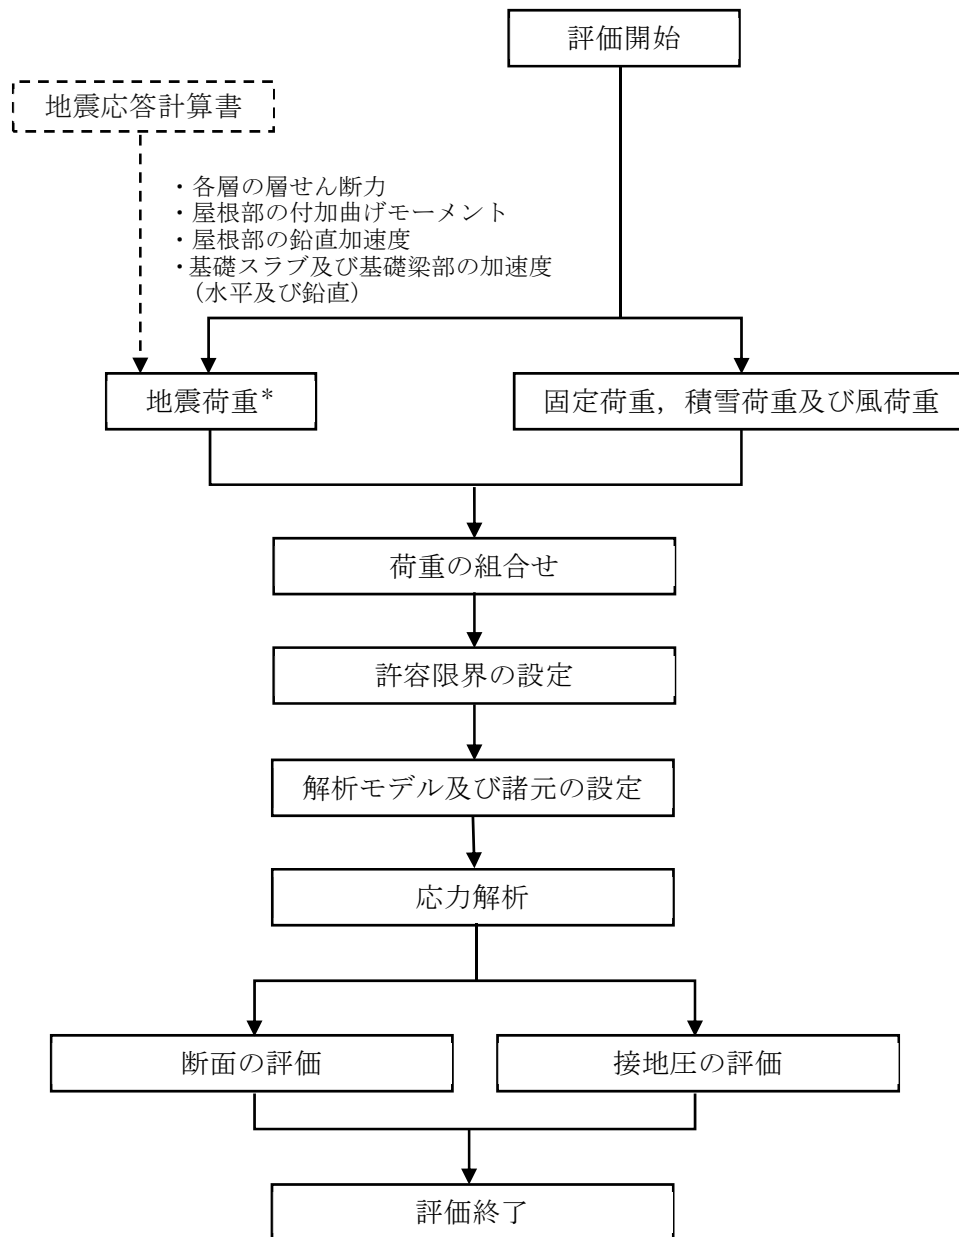 評価開始
地震応答計算書
・各層の層せん断力
・屋根部の付加曲げモーメント
・屋根部の鉛直加速度
・基礎スラブ及び基礎梁部の加速度
（水平及び鉛直）
地震荷重*
固定荷重，積雪荷重及び風荷重
荷重の組合せ
許容限界の設定
解析モデル及び諸元の設定
応力解析
断面の評価
接地圧の評価
評価終了